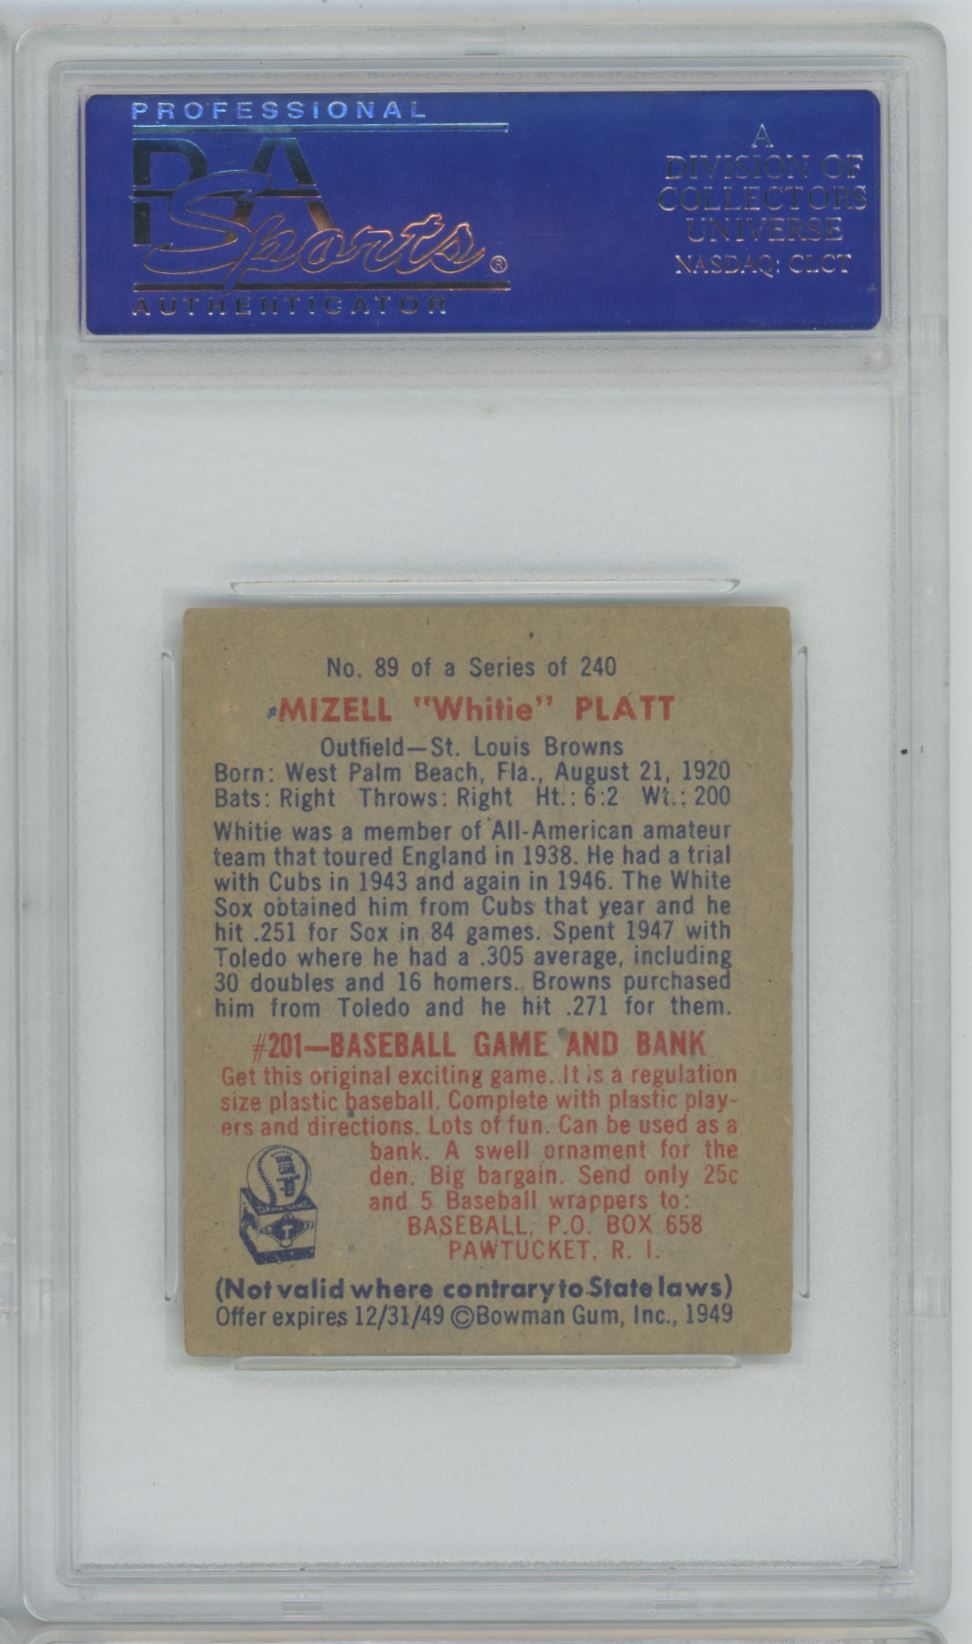 PROFESSIONAL
PSA
Sports®
AUTHENTICATOR
A
DIVISION OF
COLLECTORS
UNIVERSE
NASDAQ: CLCT
No. 89 of a Series of 240
MIZELL "Whitie" PLATT
Outfield—St. Louis Browns
Born: West Palm Beach, Fla., August 21, 1920
Bats: Right Throws: Right Ht.: 6:2 Wt.: 200
Whitie was a member of All-American amateur
team that toured England in 1938. He had a trial
with Cubs in 1943 and again in 1946. The White
Sox obtained him from Cubs that year and he
hit .251 for Sox in 84 games. Spent 1947 with
Toledo where he had a .305 average, including
30 doubles and 16 homers. Browns purchased
him from Toledo and he hit .271 for them.
#201—BASEBALL GAME AND BANK
Get this original exciting game. It is a regulation
size plastic baseball. Complete with plastic play-
ers and directions. Lots of fun. Can be used as a
bank. A swell ornament for the
den. Big bargain. Send only 25c
and 5 Baseball wrappers to:
BASEBALL, P.O. BOX 658
PAWTUCKET, R. I.
(Not valid where contrary to State laws)
Offer expires 12/31/49 ©Bowman Gum, Inc., 1949